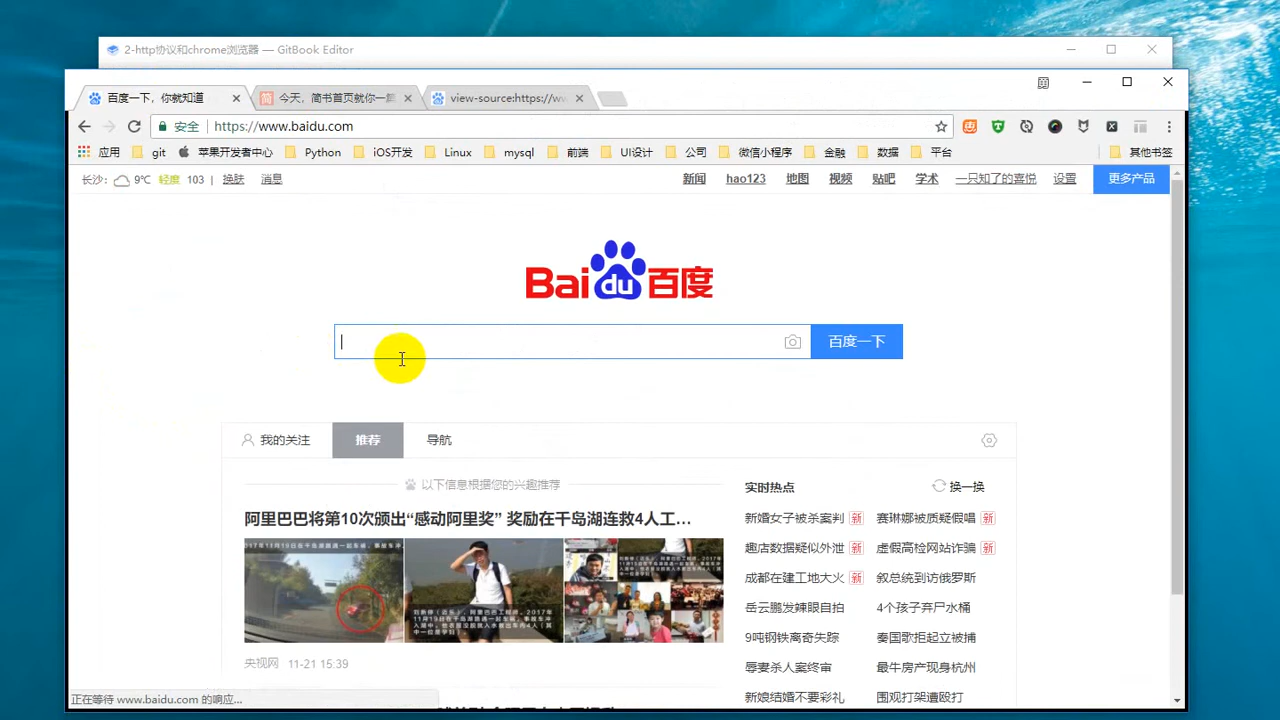 2-http协议和chrome浏览器 — GitBook Editor
百度一下，你就知道
今天，简书首页就你一篇
view-source:https://ww
安全 https://www.baidu.com
应用 git 苹果开发者中心 Python iOS开发 Linux mysql 前端 UI设计 公司 微信小程序 金融 数据 平台 其他书签
长沙: 9℃ 轻度 103 | 换肤 消息
新闻 hao123 地图 视频 贴吧 学术 一只知了的喜悦 设置 更多产品
Bai du 百度
百度一下
我的关注 推荐 导航
以下信息根据您的兴趣推荐
阿里巴巴将第10次颁出“感动阿里奖” 奖励在千岛湖连救4人工...
央视网 11-21 15:39
实时热点 换一换
新婚女子被杀案判 新 赛琳娜被质疑假唱 新
趣店数据疑似外泄 新 虚假高检网站诈骗 新
成都在建工地大火 新 叙总统到访俄罗斯
岳云鹏发辣眼自拍 4个孩子弃尸水桶
9吨钢铁离奇失踪 秦国歌拒起立被捕
辱妻杀人案终审 最牛房产现身杭州
新娘结婚不要彩礼 围观打架遭殴打
正在等待 www.baidu.com 的响应...